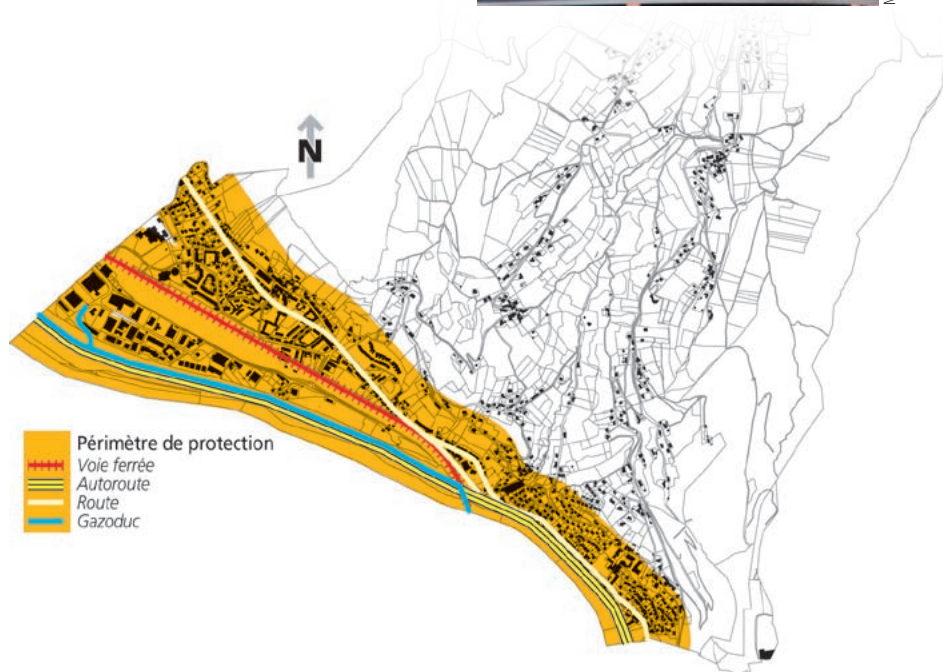 N
Périmètre de protection
Voie ferrée
Autoroute
Route
Gazoduc